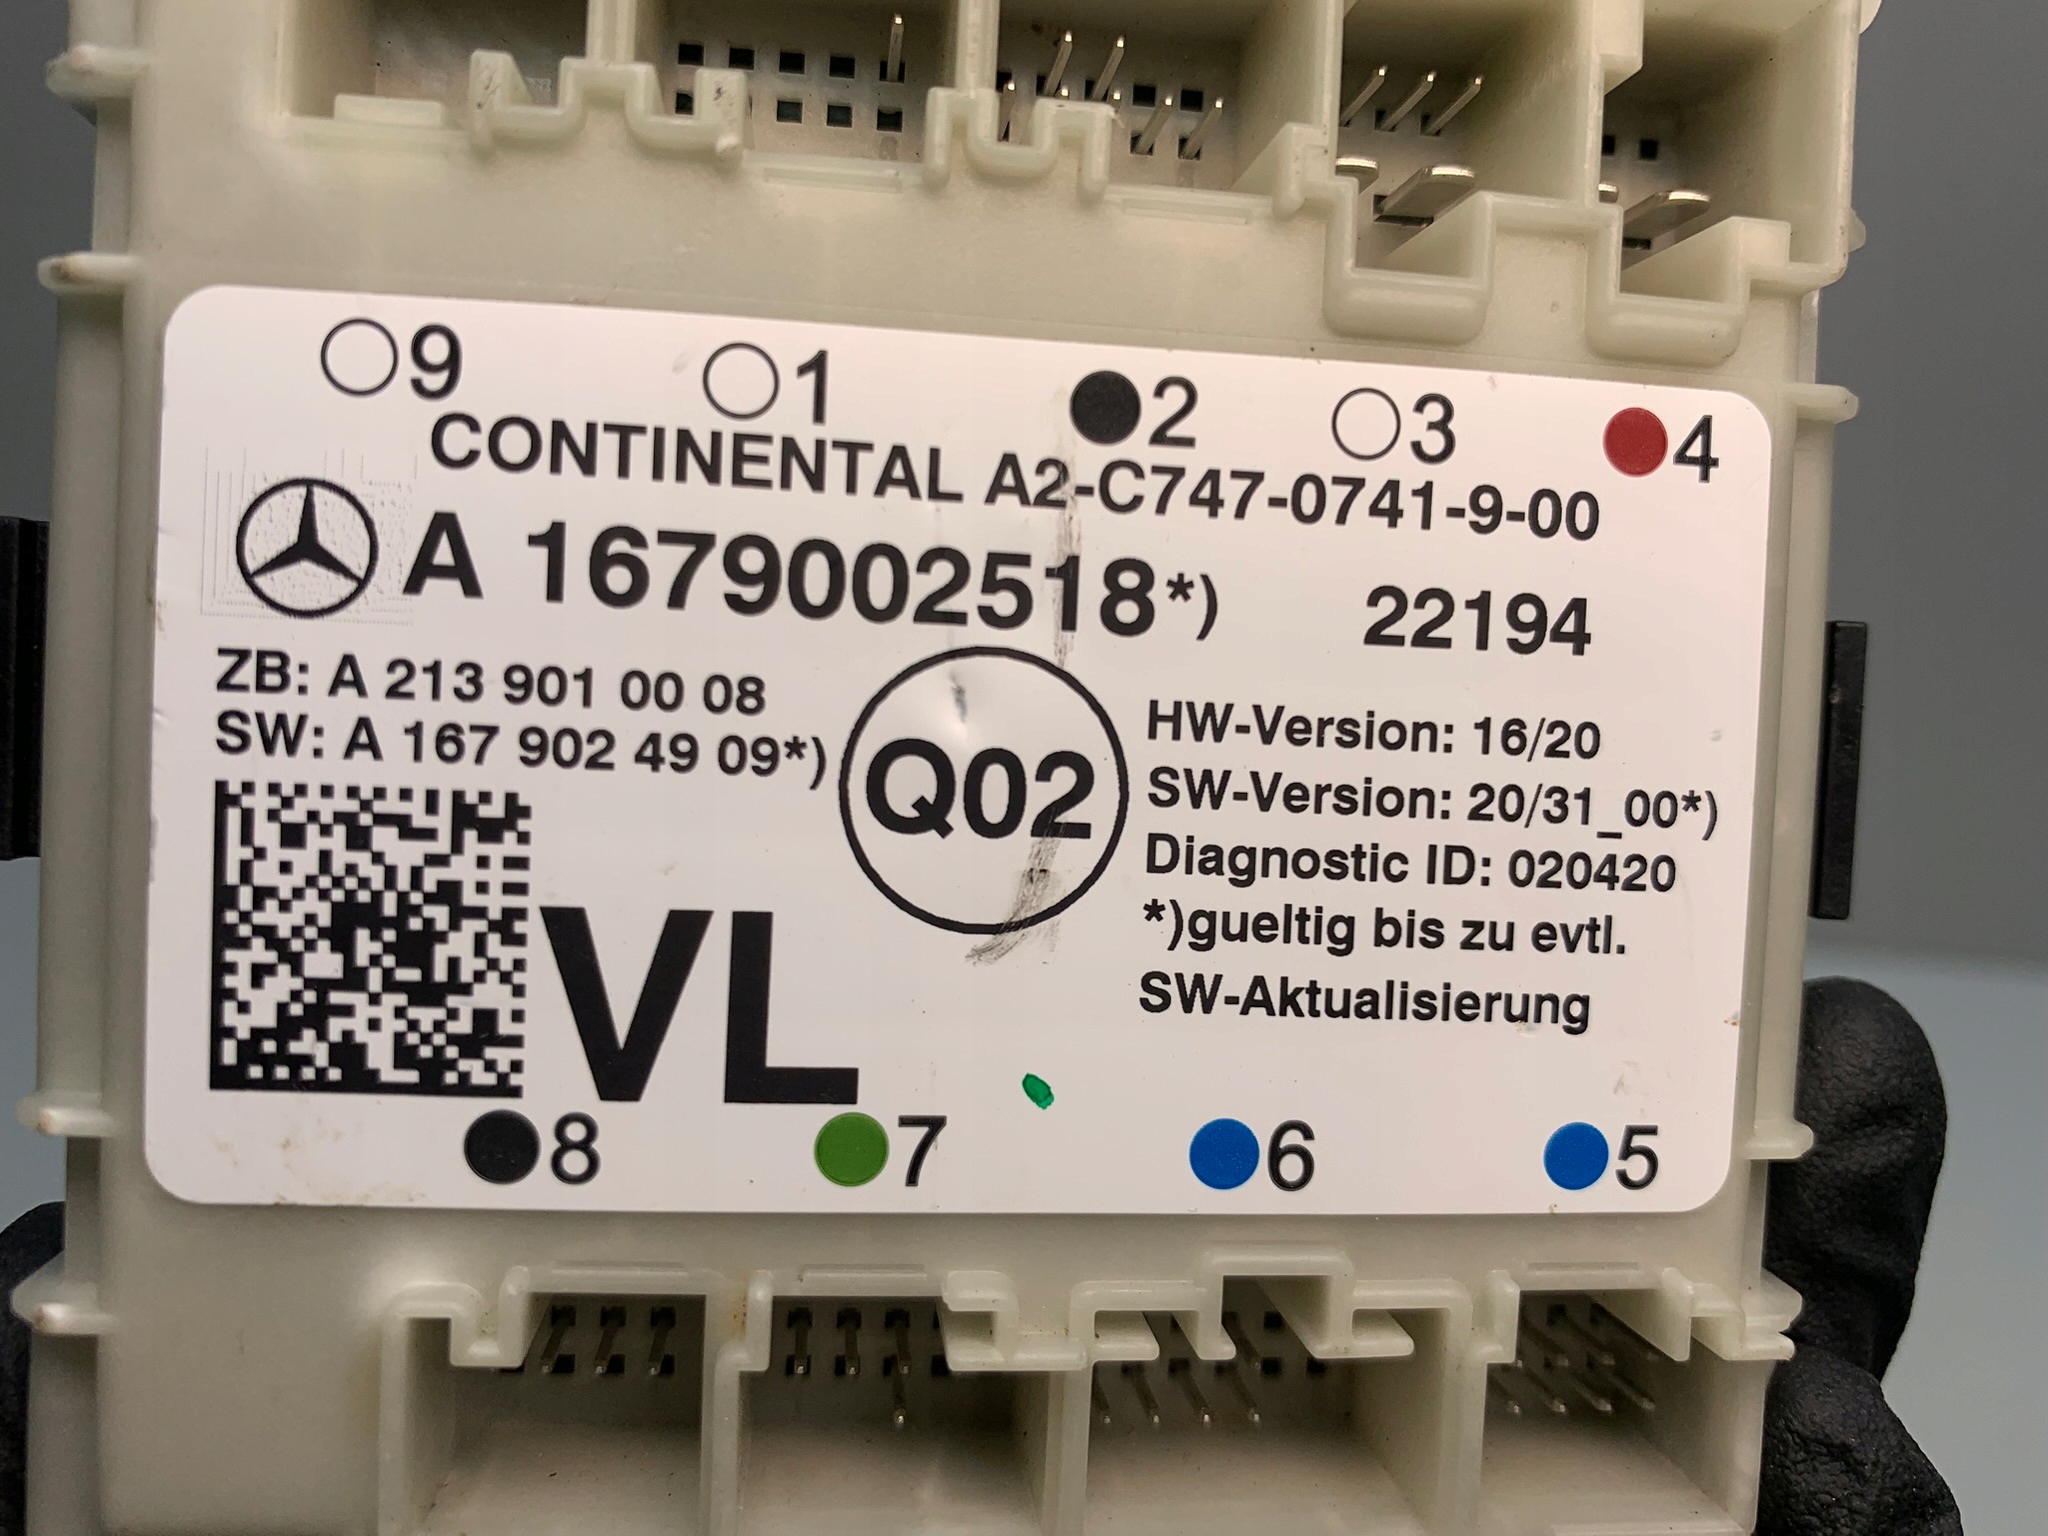 9 1 2 3 4
CONTINENTAL A2-C747-0741-9-00
A 1679002518*) 22194
ZB: A 213 901 00 08
SW: A 167 902 49 09*)
Q02
HW-Version: 16/20
SW-Version: 20/31_00*)
Diagnostic ID: 020420
*)gueltig bis zu evtl.
SW-Aktualisierung
VL
8 7 6 5